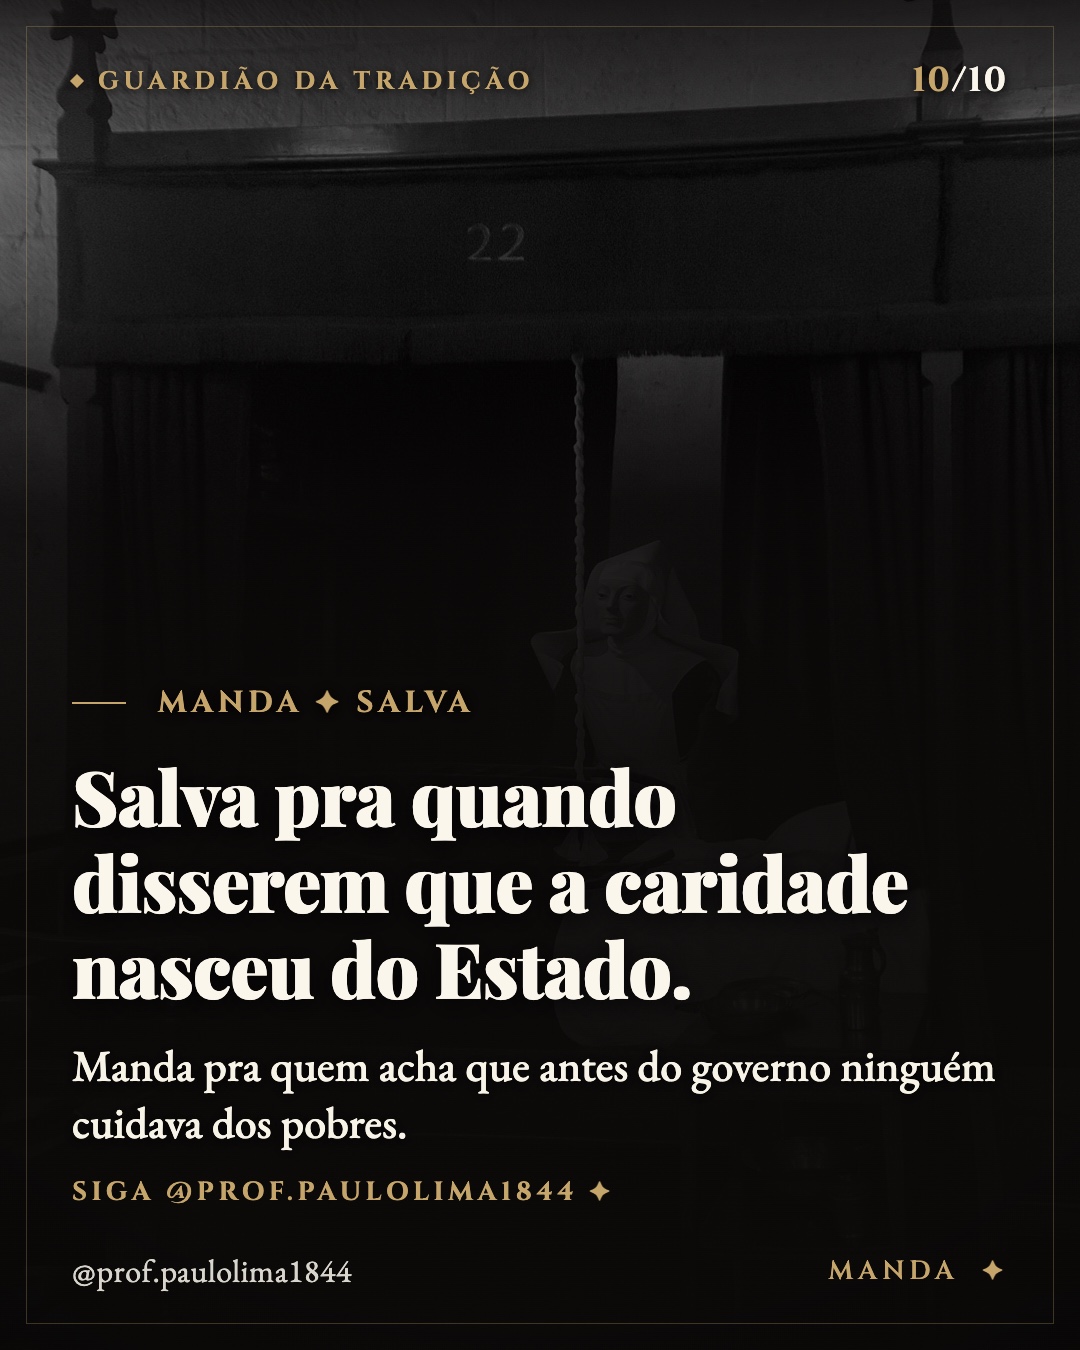 ◆ GUARDIÃO DA TRADIÇÃO
10/10
22
MANDA ✦ SALVA
Salva pra quando
disserem que a caridade
nasceu do Estado.
Manda pra quem acha que antes do governo ninguém
cuidava dos pobres.
SIGA @PROF.PAULOLIMA1844 ✦
@prof.paulolima1844
MANDA ✦